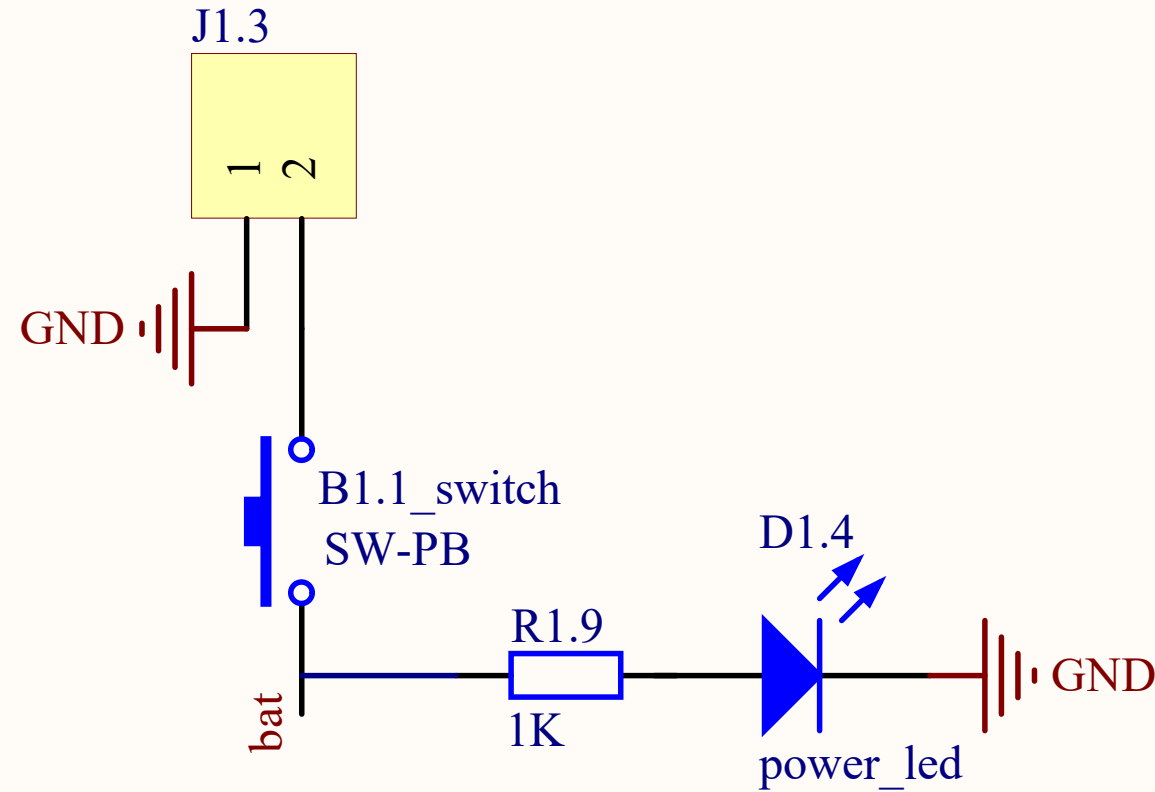 J1.3
1
2
GND
B1.1_switch
SW-PB
D1.4
R1.9
GND
bat
1K
power_led